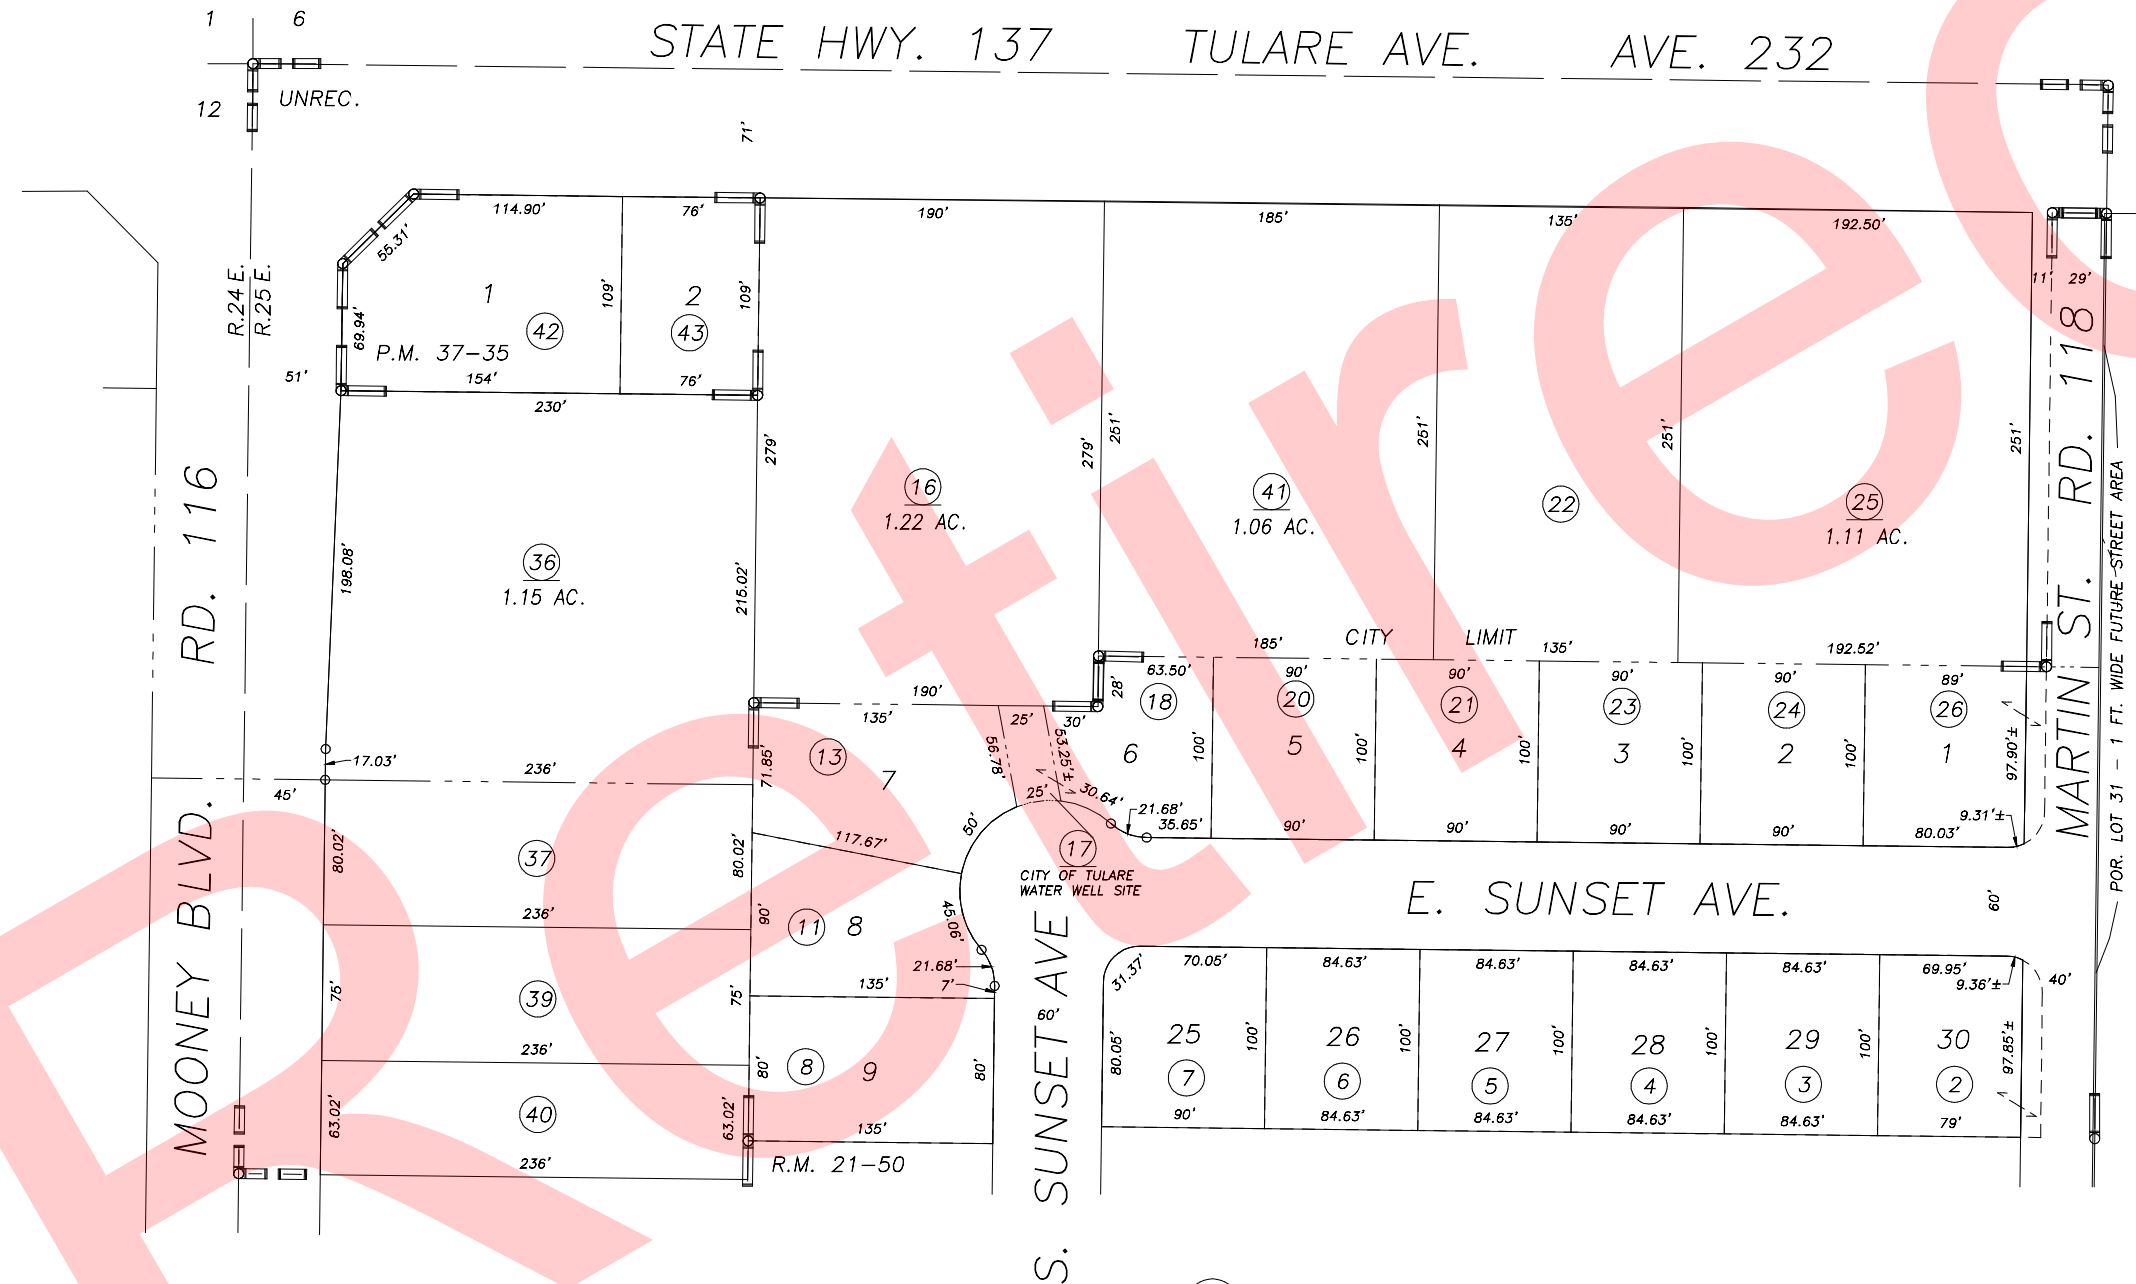 1 6
STATE HWY. 137 TULARE AVE. AVE. 232
12 UNREC.
71'
114.90' 76' 190' 185' 135' 192.50'
55.31'
R.24 E.
R.25 E.
11' 29'
1 109' 2 109'
42 43
69.94'
P.M. 37-35
51' 154' 76'
230'
279' 279' 251' 251' 251' 251'
16
1.22 AC.
41
1.06 AC.
22
25
1.11 AC.
36
1.15 AC.
198.08' 215.02'
RD. 116
MOONEY BLVD.
MARTIN ST. RD. 118
POR. LOT 31 - 1 FT. WIDE FUTURE STREET AREA
185' CITY LIMIT 135' 192.52'
63.50' 90' 90' 90' 90' 89'
28' 18 20 21 23 24 26
6 5 4 3 2 1
100' 100' 100' 100' 100' 97.90'±
190'
135' 25' 30'
13
7
71.85' 56.78' 53.25'±
17.03'
236'
45'
25' 30.64' 21.68'
35.65' 90' 90' 90' 90' 80.03' 9.31'±
50'
117.67'
80.02' 37 80.02'
17
CITY OF TULARE
WATER WELL SITE
E. SUNSET AVE.
60'
236' 90' 11 8 45.06'
21.68'
7'
135'
75' 39 75'
S. SUNSET AVE
60'
31.37' 70.05' 84.63' 84.63' 84.63' 84.63' 69.95'
9.36'± 40'
25 26 27 28 29 30
7 6 5 4 3 2
80.05' 100' 100' 100' 100' 100' 97.85'±
90' 84.63' 84.63' 84.63' 84.63' 79'
236'
80' 8 9 80'
63.02' 40 63.02'
135'
236'
R.M. 21-50
Retired